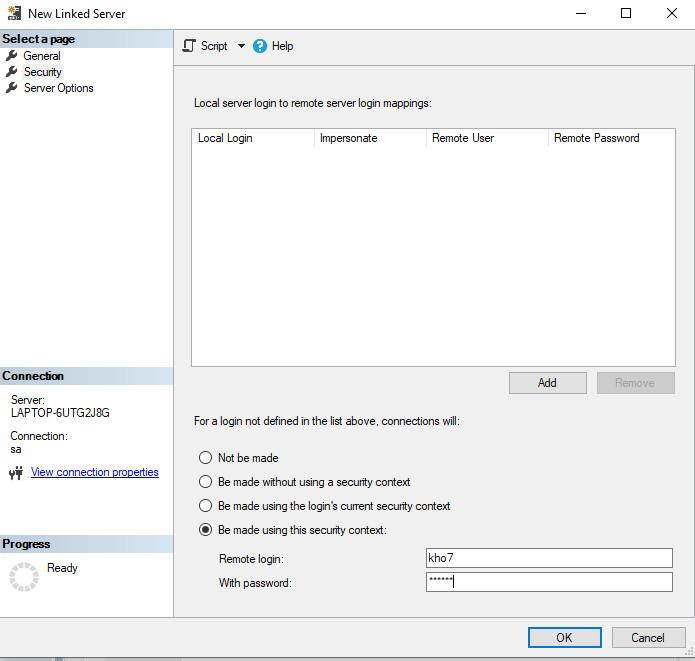 New Linked Server
Select a page
General
Security
Server Options
Script Help
Local server login to remote server login mappings:
Local Login Impersonate Remote User Remote Password
Add Remove
For a login not defined in the list above, connections will:
Not be made
Be made without using a security context
Be made using the login's current security context
Be made using this security context:
Remote login: kho7
With password: ******
Connection
Server:
LAPTOP-6UTG2J8G
Connection:
sa
View connection properties
Progress
Ready
OK Cancel